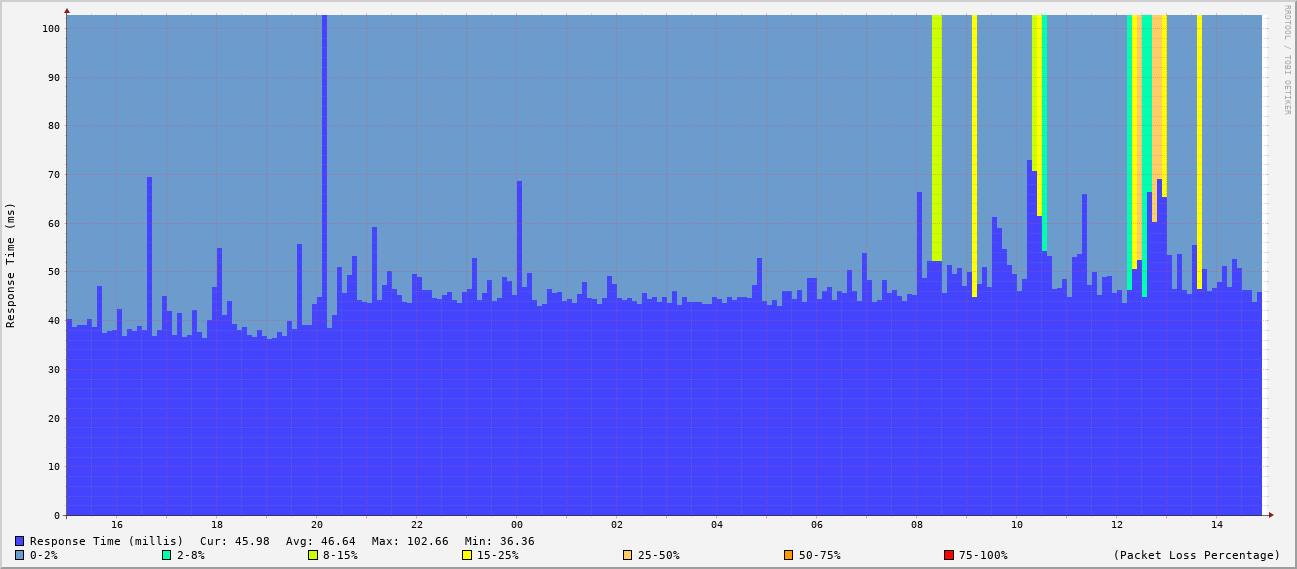 RRDTOOL / TOBI OETIKER
Response Time (ms)
100
90
80
70
60
50
40
30
20
10
0
16 18 20 22 00 02 04 06 08 10 12 14
Response Time (millis) Cur: 45.98 Avg: 46.64 Max: 102.66 Min: 36.36
0-2% 2-8% 8-15% 15-25% 25-50% 50-75% 75-100% (Packet Loss Percentage)